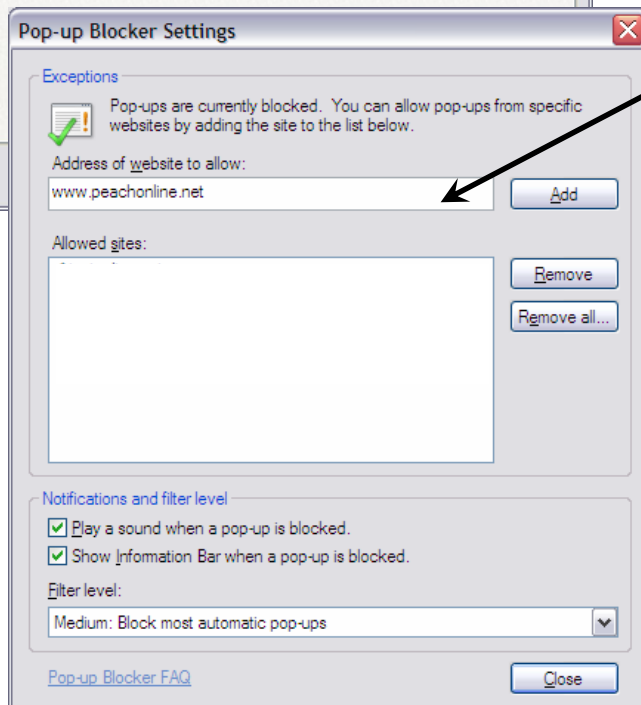 Pop-up Blocker Settings
Exceptions
Pop-ups are currently blocked. You can allow pop-ups from specific
websites by adding the site to the list below.
Address of website to allow:
www.peachonline.net
Add
Allowed sites:
Remove
Remove all...
Notifications and filter level
Play a sound when a pop-up is blocked.
Show Information Bar when a pop-up is blocked.
Filter level:
Medium: Block most automatic pop-ups
Pop-up Blocker FAQ
Close